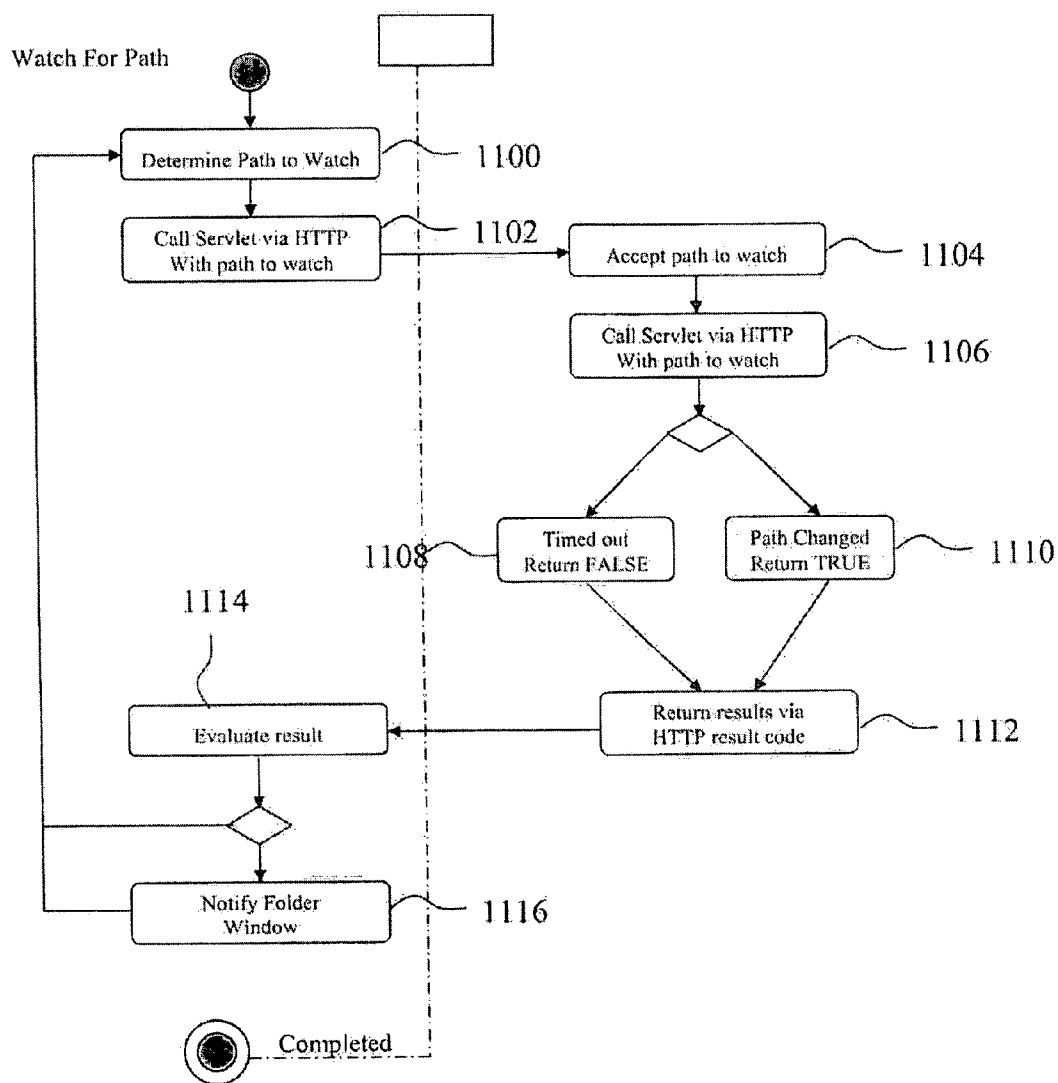 Watch For Path
Determine Path to Watch
1100
Call Servlet via HTTP
With path to watch
1102
Accept path to watch
1104
Call Servlet via HTTP
With path to watch
1106
Timed out
Return FALSE
1108
Path Changed
Return TRUE
1110
1114
Evaluate result
Return results via
HTTP result code
1112
Notify Folder
Window
1116
Completed